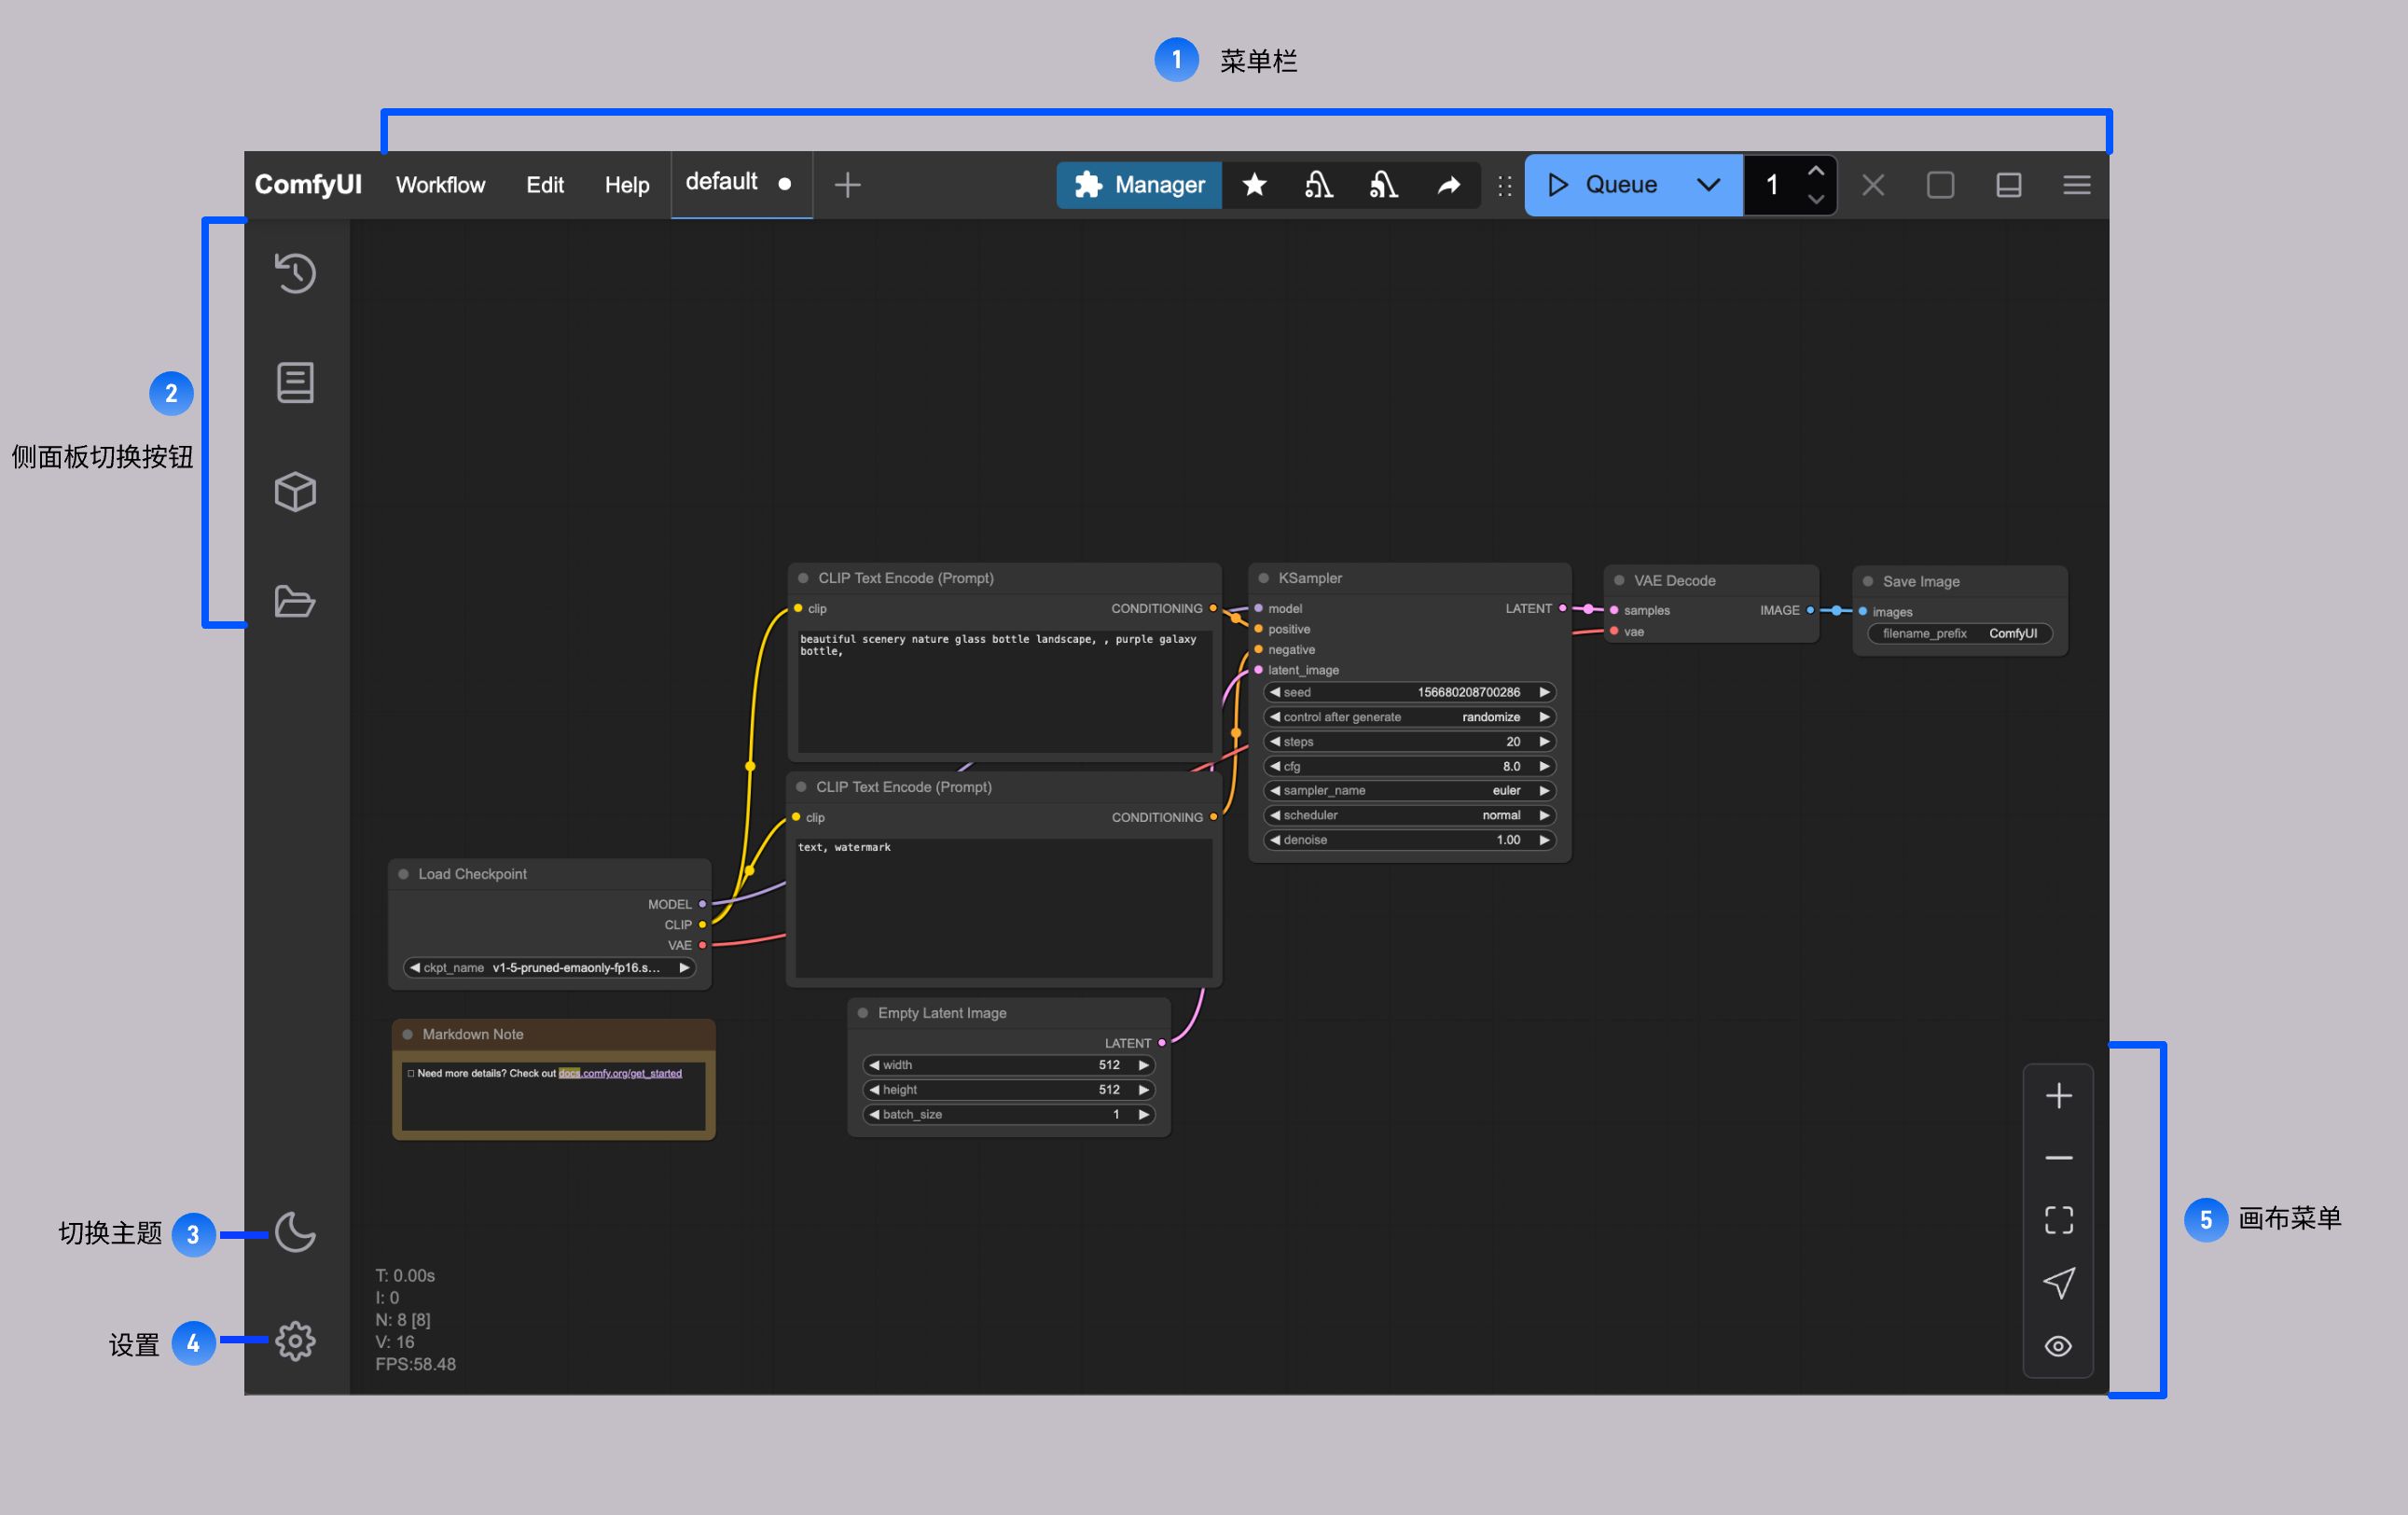 1 菜单栏
ComfyUI Workflow Edit Help default Manager Queue 1
2
侧面板切换按钮
CLIP Text Encode (Prompt)
clip CONDITIONING
beautiful scenery nature glass bottle landscape, , purple galaxy
bottle,
KSampler
model LATENT
positive
negative
latent_image
seed 156680208700286
control after generate randomize
steps 20
cfg 8.0
sampler_name euler
scheduler normal
denoise 1.00
VAE Decode
samples IMAGE
vae
Save Image
images
filename_prefix ComfyUI
CLIP Text Encode (Prompt)
clip CONDITIONING
text, watermark
Load Checkpoint
MODEL
CLIP
VAE
ckpt_name v1-5-pruned-emaonly-fp16.s...
Markdown Note
Need more details? Check out docs.comfy.org/get_started
Empty Latent Image
LATENT
width 512
height 512
batch_size 1
切换主题 3
设置 4
T: 0.00s
I: 0
N: 8 [8]
V: 16
FPS:58.48
5 画布菜单